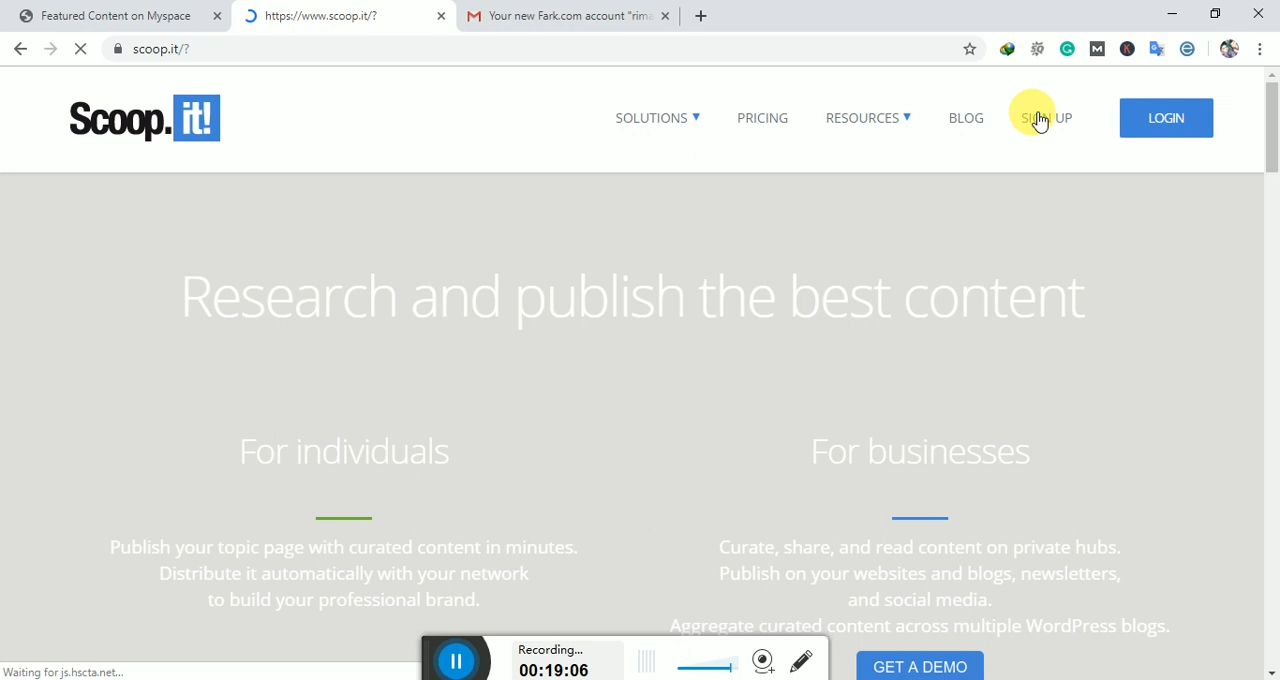 Featured Content on Myspace
https://www.scoop.it/?
Your new Fark.com account "rima
scoop.it/?
Scoop.it!
SOLUTIONS
PRICING
RESOURCES
BLOG
SIGN UP
LOGIN
Research and publish the best content
For individuals
For businesses
Publish your topic page with curated content in minutes.
Distribute it automatically with your network
to build your professional brand.
Curate, share, and read content on private hubs.
Publish on your websites and blogs, newsletters,
and social media.
Aggregate curated content across multiple WordPress blogs.
GET A DEMO
Recording...
00:19:06
Waiting for js.hscta.net...